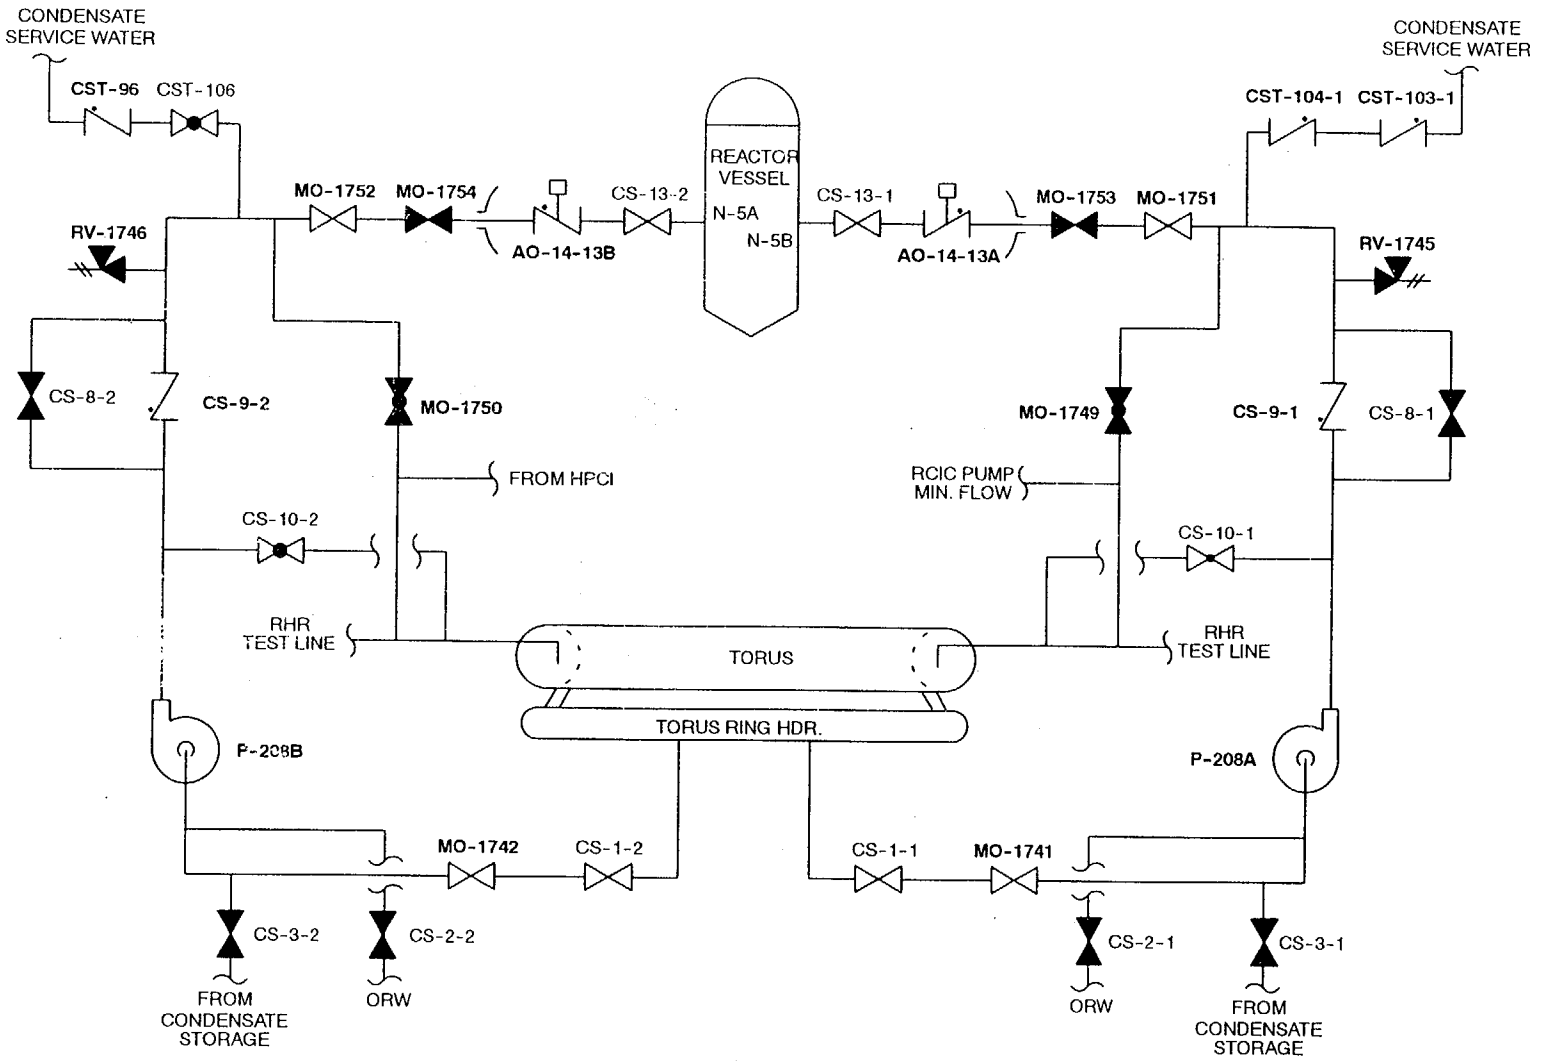 CONDENSATE
SERVICE WATER
CONDENSATE
SERVICE WATER
CST-96 CST-106
CST-104-1 CST-103-1
REACTOR
VESSEL
N-5A
N-5B
MO-1752 MO-1754
CS-13-2
CS-13-1
MO-1753 MO-1751
RV-1746
AO-14-13B
AO-14-13A
RV-1745
CS-8-2
CS-9-2
MO-1750
MO-1749
CS-9-1
CS-8-1
FROM HPCI
RCIC PUMP
MIN. FLOW
CS-10-2
CS-10-1
RHR
TEST LINE
TORUS
RHR
TEST LINE
TORUS RING HDR.
P-208B
P-208A
MO-1742
CS-1-2
CS-1-1
MO-1741
CS-3-2
CS-2-2
CS-2-1
CS-3-1
ORW
ORW
FROM
CONDENSATE
STORAGE
FROM
CONDENSATE
STORAGE